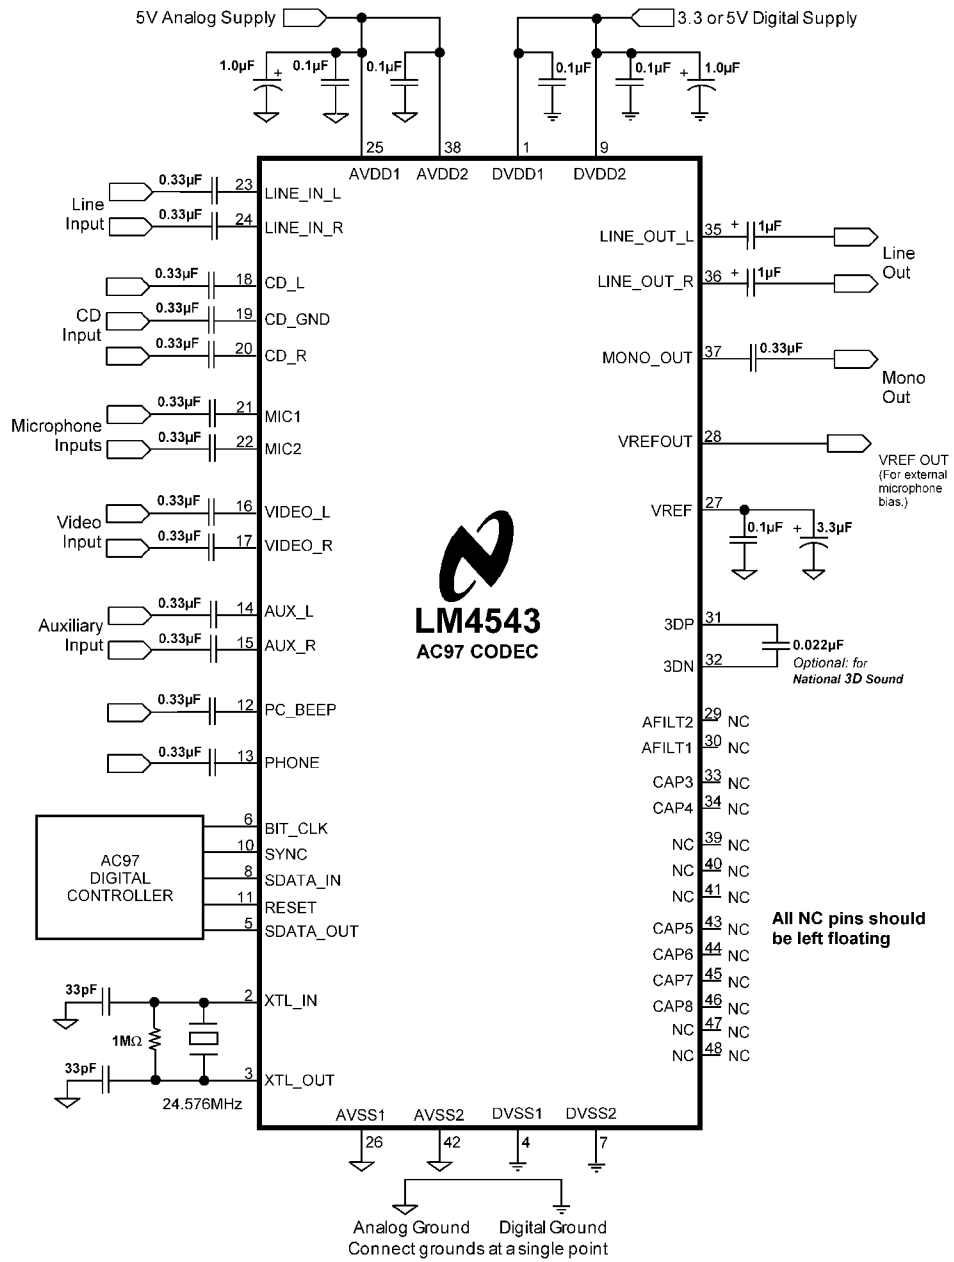 5V Analog Supply
3.3 or 5V Digital Supply
1.0µF + 0.1µF 0.1µF
0.1µF 0.1µF + 1.0µF
25 38 1 9
AVDD1 AVDD2 DVDD1 DVDD2
Line Input
0.33µF 23 LINE_IN_L
0.33µF 24 LINE_IN_R
CD Input
0.33µF 18 CD_L
0.33µF 19 CD_GND
0.33µF 20 CD_R
Microphone Inputs
0.33µF 21 MIC1
0.33µF 22 MIC2
Video Input
0.33µF 16 VIDEO_L
0.33µF 17 VIDEO_R
Auxiliary Input
0.33µF 14 AUX_L
0.33µF 15 AUX_R
0.33µF 12 PC_BEEP
0.33µF 13 PHONE
AC97
DIGITAL
CONTROLLER
6 BIT_CLK
10 SYNC
8 SDATA_IN
11 RESET
5 SDATA_OUT
33pF 2 XTL_IN
1MΩ
33pF 3 XTL_OUT
24.576MHz
LM4543
AC97 CODEC
LINE_OUT_L 35 + 1µF
LINE_OUT_R 36 + 1µF
Line
Out
MONO_OUT 37 0.33µF
Mono
Out
VREFOUT 28
VREF OUT
(For external
microphone
bias.)
VREF 27
0.1µF + 3.3µF
3DP 31
3DN 32
0.022µF
Optional: for
National 3D Sound
AFILT2 29 NC
AFILT1 30 NC
CAP3 33 NC
CAP4 34 NC
NC 39 NC
NC 40 NC
NC 41 NC
CAP5 43 NC
CAP6 44 NC
CAP7 45 NC
CAP8 46 NC
NC 47 NC
NC 48 NC
All NC pins should
be left floating
AVSS1 AVSS2 DVSS1 DVSS2
26 42 4 7
Analog Ground Digital Ground
Connect grounds at a single point